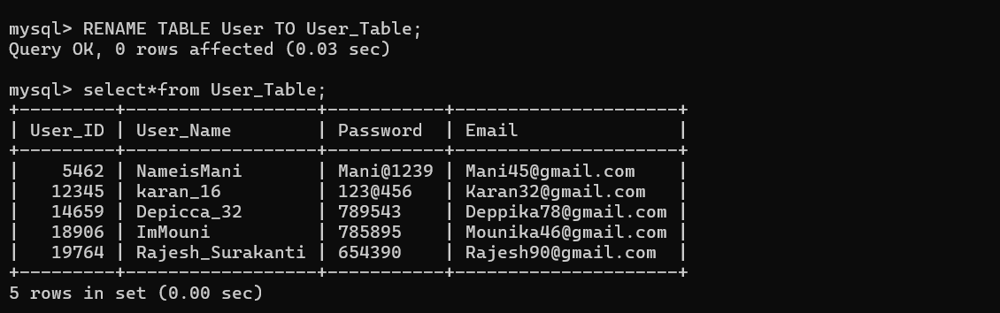 mysql> RENAME TABLE User TO User_Table;
Query OK, 0 rows affected (0.03 sec)
mysql> select*from User_Table;
+---------+------------------+-----------+---------------------+
| User_ID | User_Name        | Password  | Email               |
+---------+------------------+-----------+---------------------+
|    5462 | NameisMani       | Mani@1239 | Mani45@gmail.com    |
|   12345 | karan_16         | 123@456   | Karan32@gmail.com   |
|   14659 | Depicca_32       | 789543    | Deppika78@gmail.com |
|   18906 | ImMouni          | 785895    | Mounika46@gmail.com |
|   19764 | Rajesh_Surakanti | 654390    | Rajesh90@gmail.com  |
+---------+------------------+-----------+---------------------+
5 rows in set (0.00 sec)